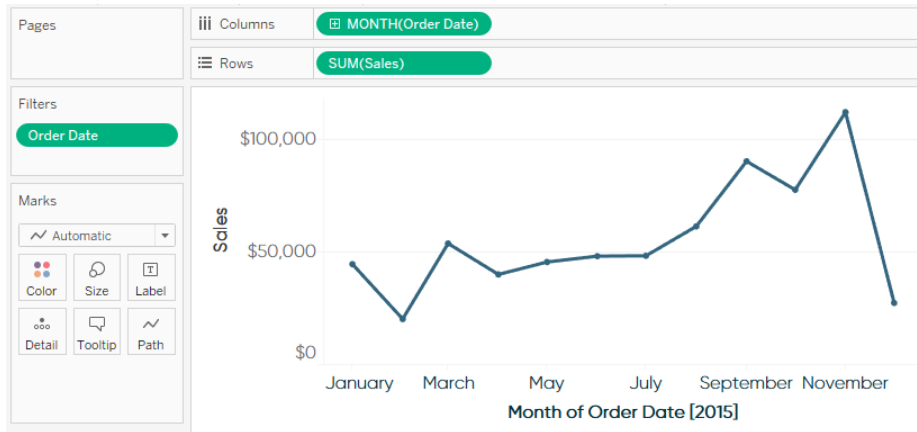 Pages
Columns
MONTH(Order Date)
Rows
SUM(Sales)
Filters
Order Date
Marks
Automatic
Color Size Label
Detail Tooltip Path
Sales
$100,000
$50,000
$0
January March May July September November
Month of Order Date [2015]